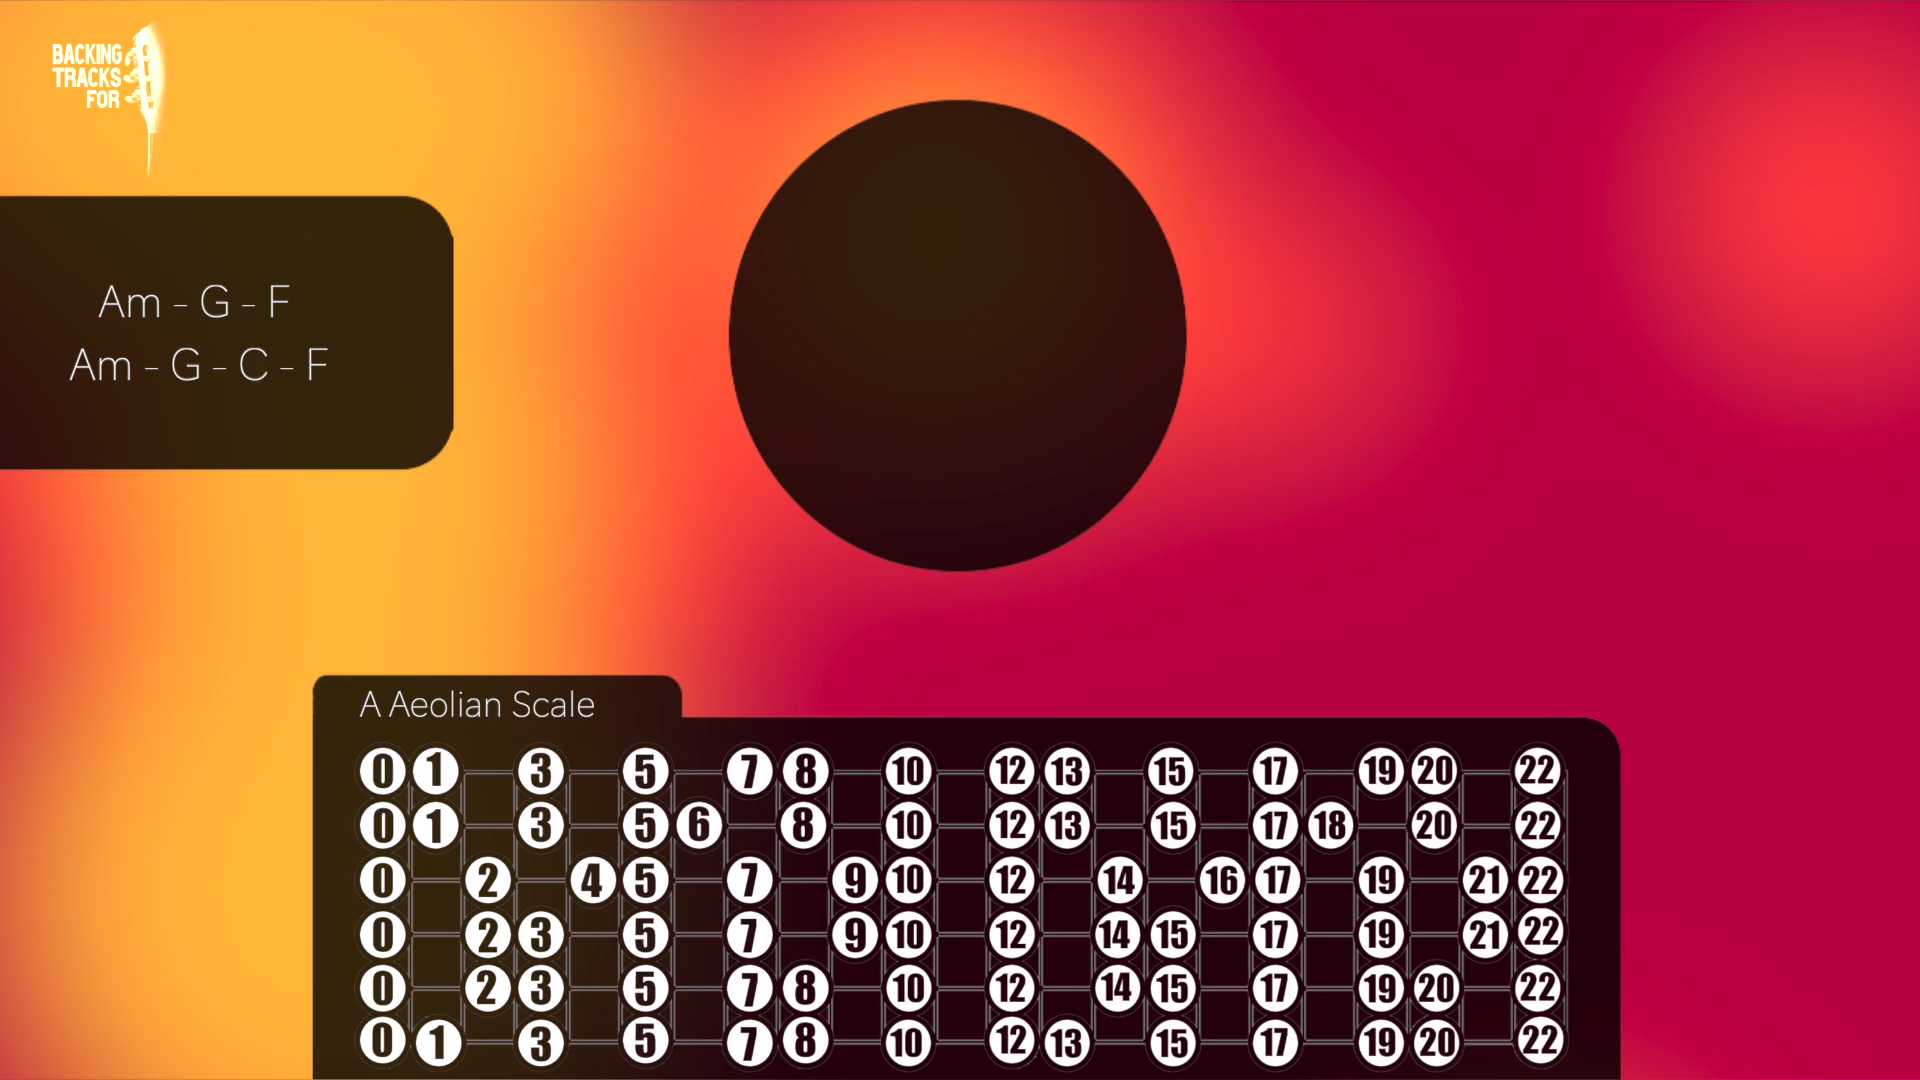 BACKING
TRACKS
FOR
Am - G - F
Am - G - C - F
A Aeolian Scale
0 1 3 5 7 8 10 12 13 15 17 19 20 22
0 1 3 5 6 8 10 12 13 15 17 18 20 22
0 2 4 5 7 9 10 12 14 16 17 19 21 22
0 2 3 5 7 9 10 12 14 15 17 19 21 22
0 2 3 5 7 8 10 12 14 15 17 19 20 22
0 1 3 5 7 8 10 12 13 15 17 19 20 22